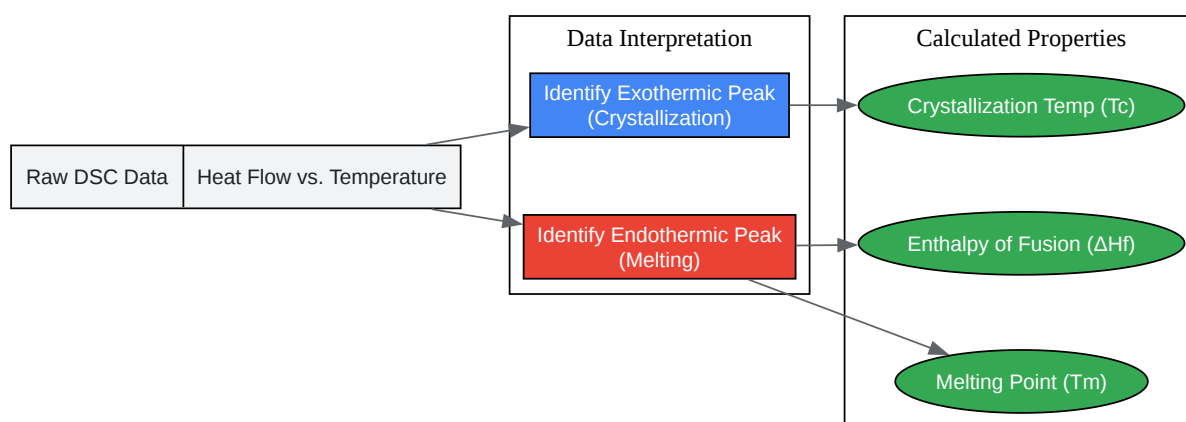 Data Interpretation
Calculated Properties
Identify Exothermic Peak
(Crystallization)
Crystallization Temp (Tc)
Raw DSC Data
Heat Flow vs. Temperature
Identify Endothermic Peak
(Melting)
Enthalpy of Fusion (ΔHf)
Melting Point (Tm)